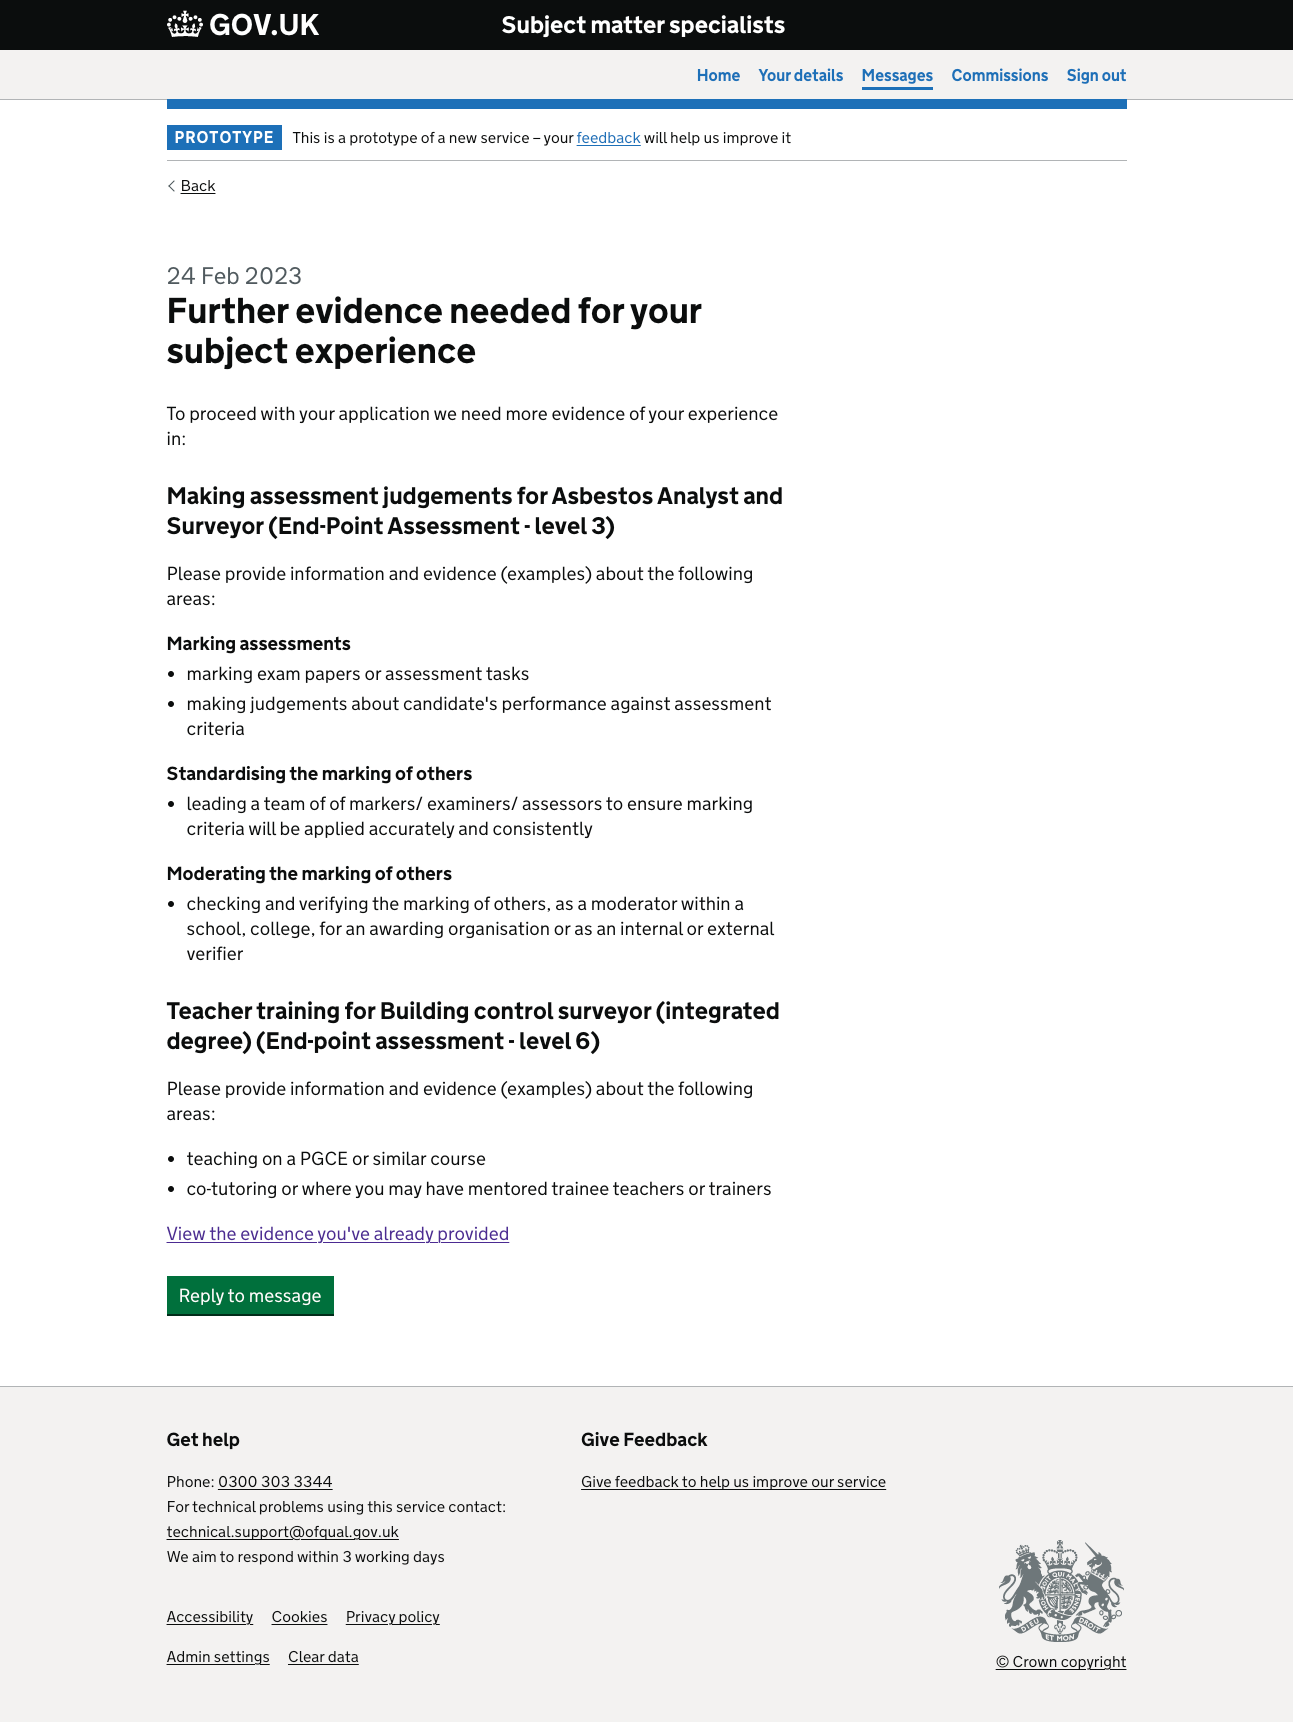 GOV.UK
Subject matter specialists
Home Your details Messages Commissions Sign out
PROTOTYPE This is a prototype of a new service – your feedback will help us improve it
Back
24 Feb 2023
Further evidence needed for your
subject experience
To proceed with your application we need more evidence of your experience
in:
Making assessment judgements for Asbestos Analyst and
Surveyor (End-Point Assessment - level 3)
Please provide information and evidence (examples) about the following
areas:
Marking assessments
• marking exam papers or assessment tasks
• making judgements about candidate's performance against assessment
criteria
Standardising the marking of others
• leading a team of of markers/ examiners/ assessors to ensure marking
criteria will be applied accurately and consistently
Moderating the marking of others
• checking and verifying the marking of others, as a moderator within a
school, college, for an awarding organisation or as an internal or external
verifier
Teacher training for Building control surveyor (integrated
degree) (End-point assessment - level 6)
Please provide information and evidence (examples) about the following
areas:
• teaching on a PGCE or similar course
• co-tutoring or where you may have mentored trainee teachers or trainers
View the evidence you've already provided
Reply to message
Get help
Phone: 0300 303 3344
For technical problems using this service contact:
technical.support@ofqual.gov.uk
We aim to respond within 3 working days
Accessibility Cookies Privacy policy
Admin settings Clear data
Give Feedback
Give feedback to help us improve our service
DIEU ET MON DROIT
© Crown copyright